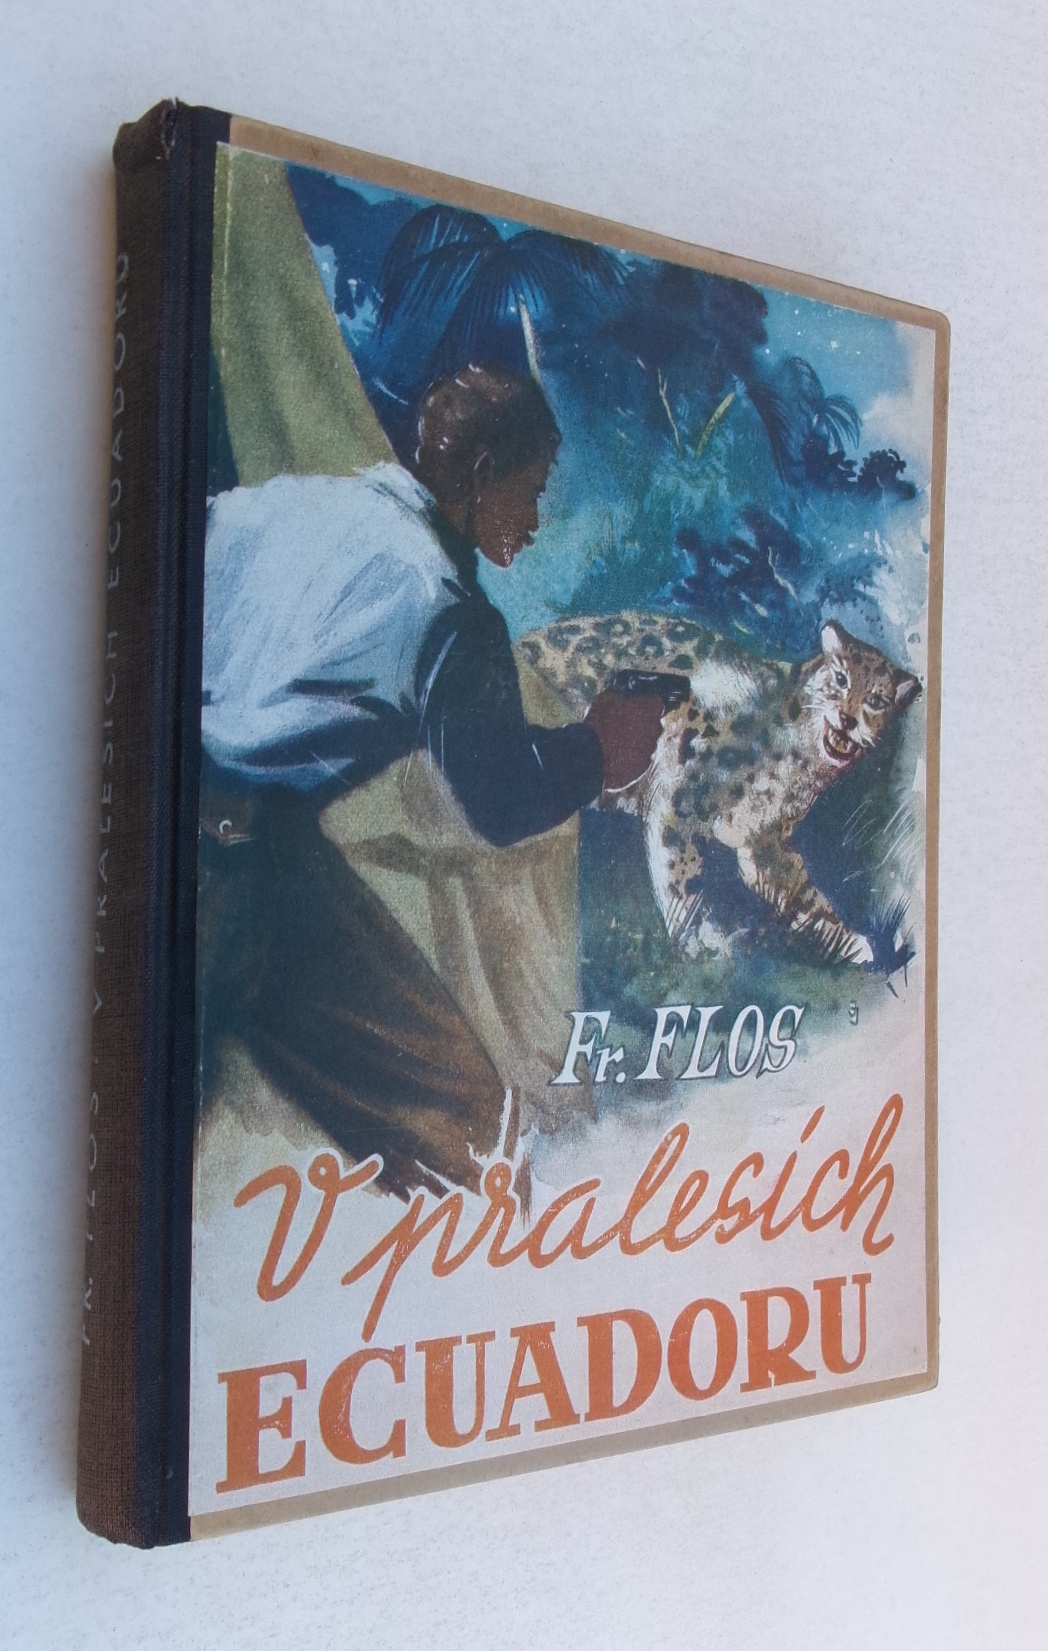 FR. FLOS · V PRALESÍCH ECUADORU
Fr. FLOS
V pralesích
ECUADORU